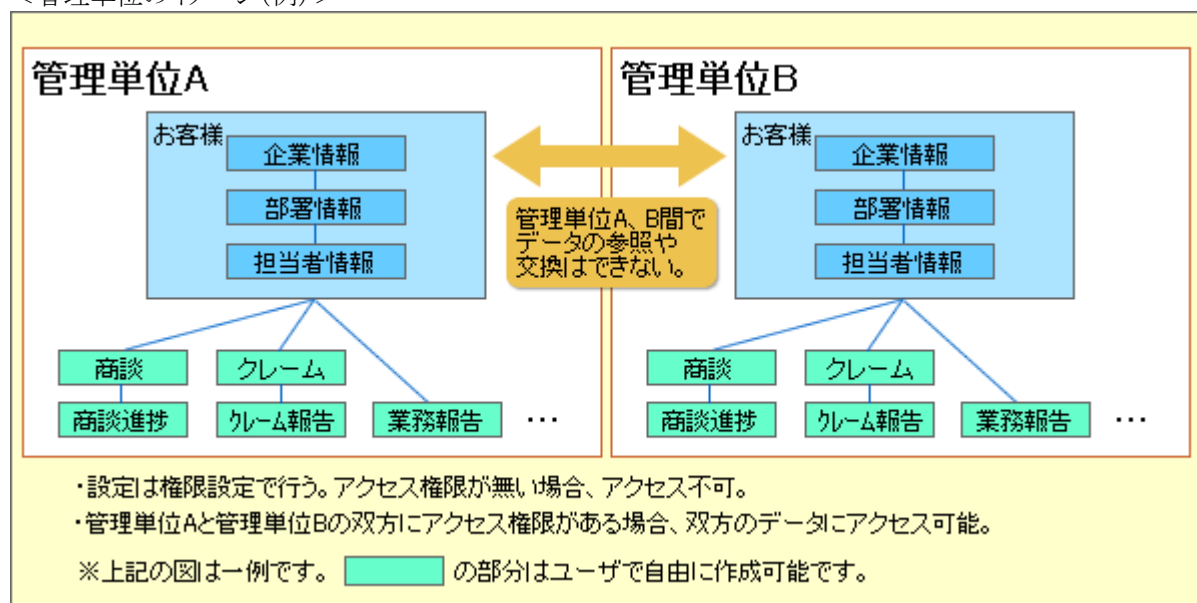 <管理単位のイメージ(例)>
管理単位A
お客様
企業情報
部署情報
担当者情報
商談
クレーム
商談進捗
クレーム報告
業務報告
…
管理単位A、B間で
データの参照や
交換はできない。
管理単位B
お客様
企業情報
部署情報
担当者情報
商談
クレーム
商談進捗
クレーム報告
業務報告
…
・設定は権限設定で行う。アクセス権限が無い場合、アクセス不可。
・管理単位Aと管理単位Bの双方にアクセス権限がある場合、双方のデータにアクセス可能。
※上記の図は一例です。 の部分はユーザで自由に作成可能です。